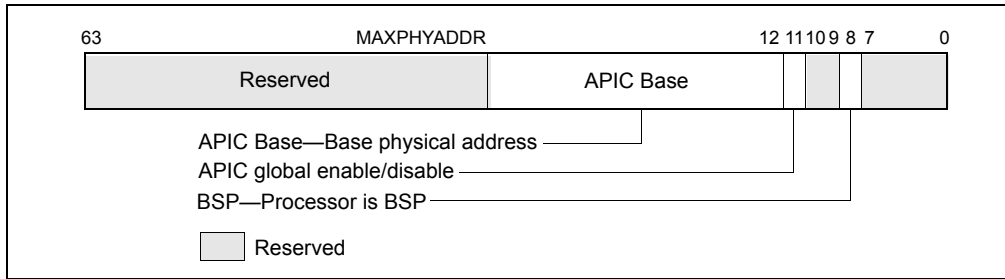 63 MAXPHYADDR 12 11 10 9 8 7 0
Reserved APIC Base
APIC Base—Base physical address
APIC global enable/disable
BSP—Processor is BSP
Reserved